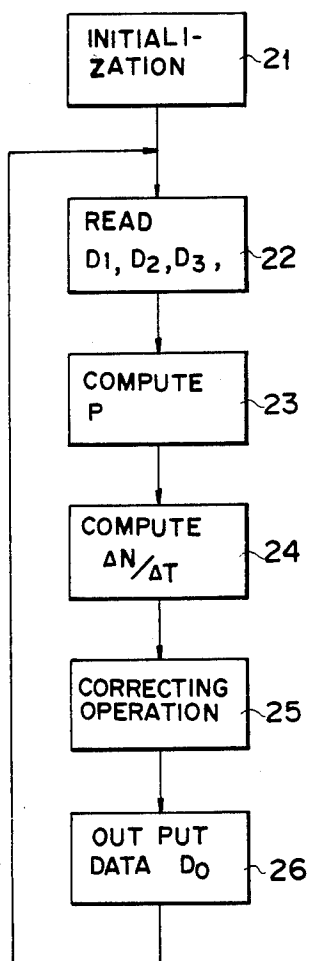 INITIALI-
ZATION
21
READ
D1, D2, D3,
22
COMPUTE
P
23
COMPUTE
ΔN/ΔT
24
CORRECTING
OPERATION
25
OUT PUT
DATA D0
26